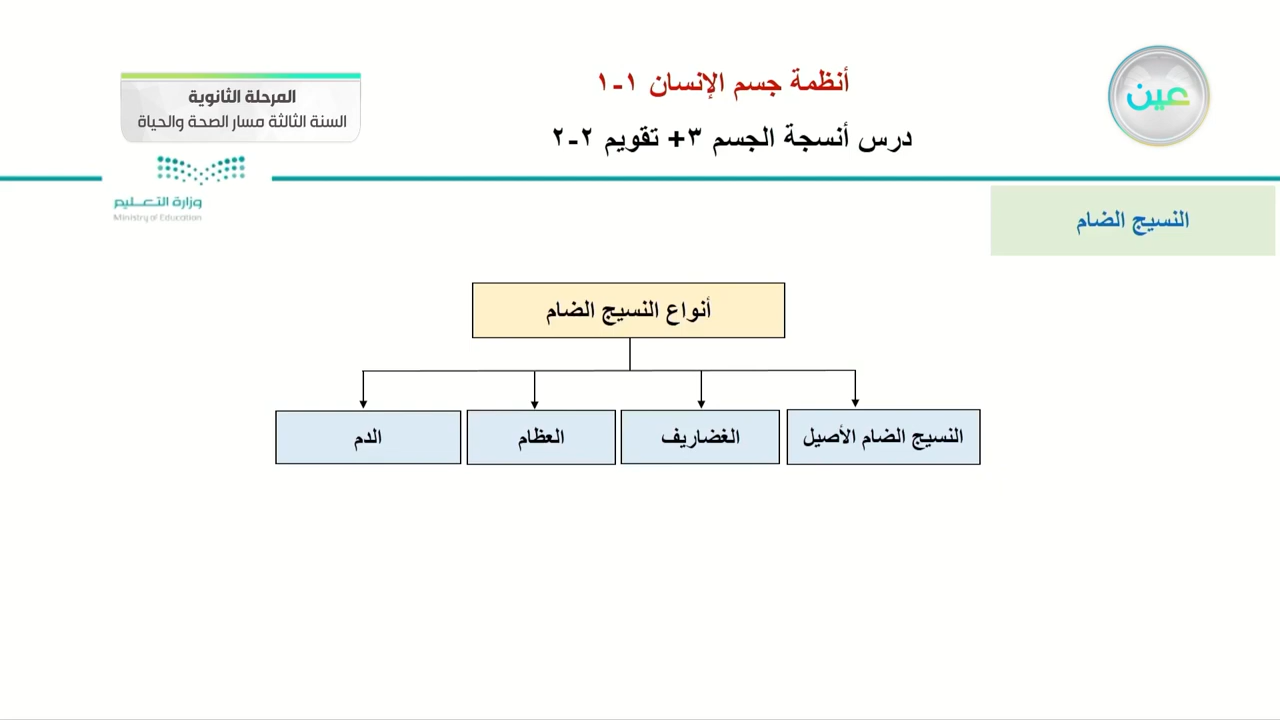 عين
أنظمة جسم الإنسان ١-١
درس أنسجة الجسم ٣+ تقويم ٢-٢
المرحلة الثانوية
السنة الثالثة مسار الصحة والحياة
وزارة التعـــليم
Ministry of Education
النسيج الضام
أنواع النسيج الضام
النسيج الضام الأصيل
الغضاريف
العظام
الدم